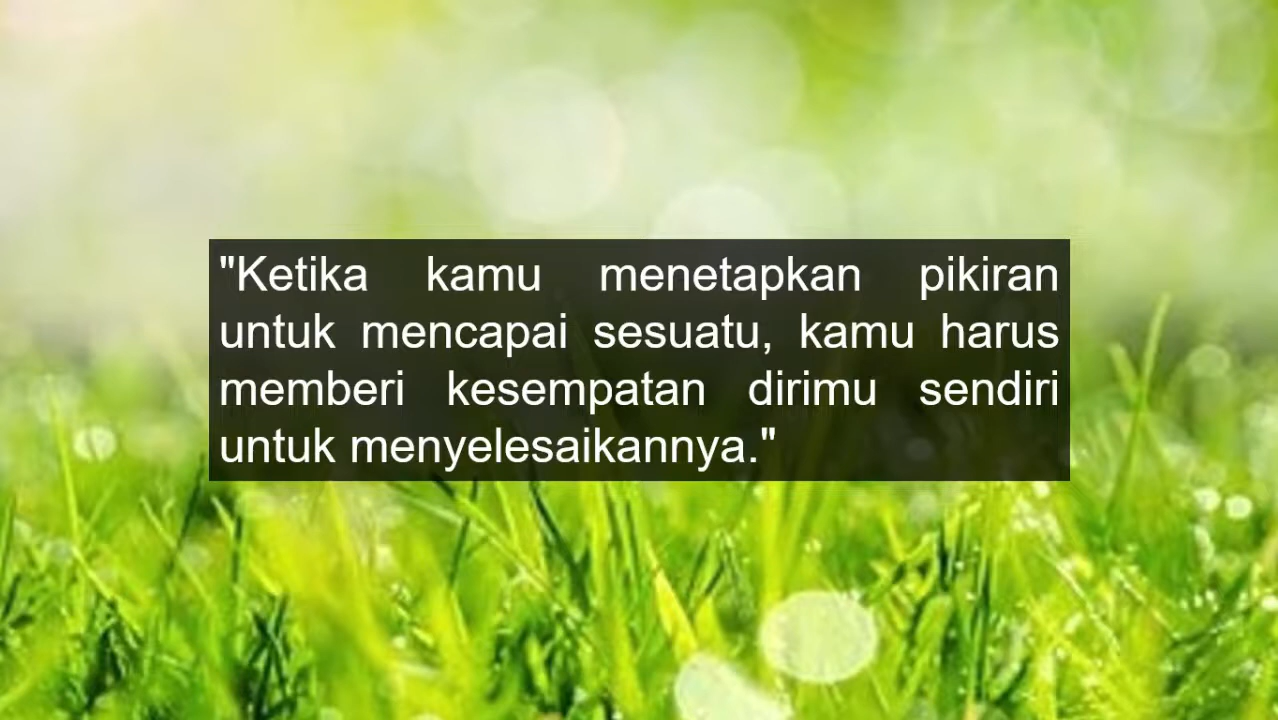 "Ketika kamu menetapkan pikiran
untuk mencapai sesuatu, kamu harus
memberi kesempatan dirimu sendiri
untuk menyelesaikannya."